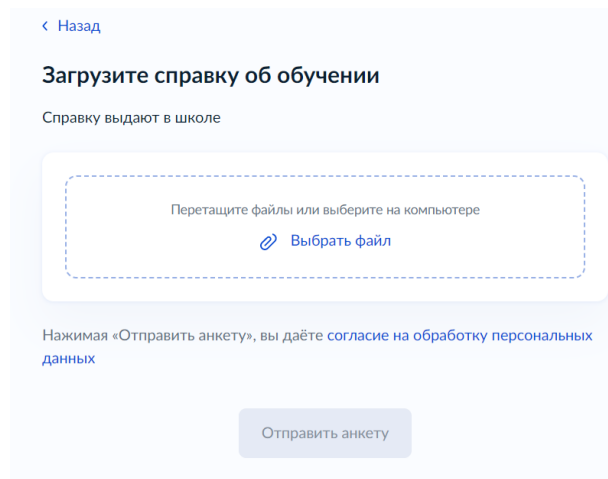 Назад
Загрузите справку об обучении
Справку выдают в школе
Перетащите файлы или выберите на компьютере
Выбрать файл
Нажимая «Отправить анкету», вы даёте согласие на обработку персональных
данных
Отправить анкету